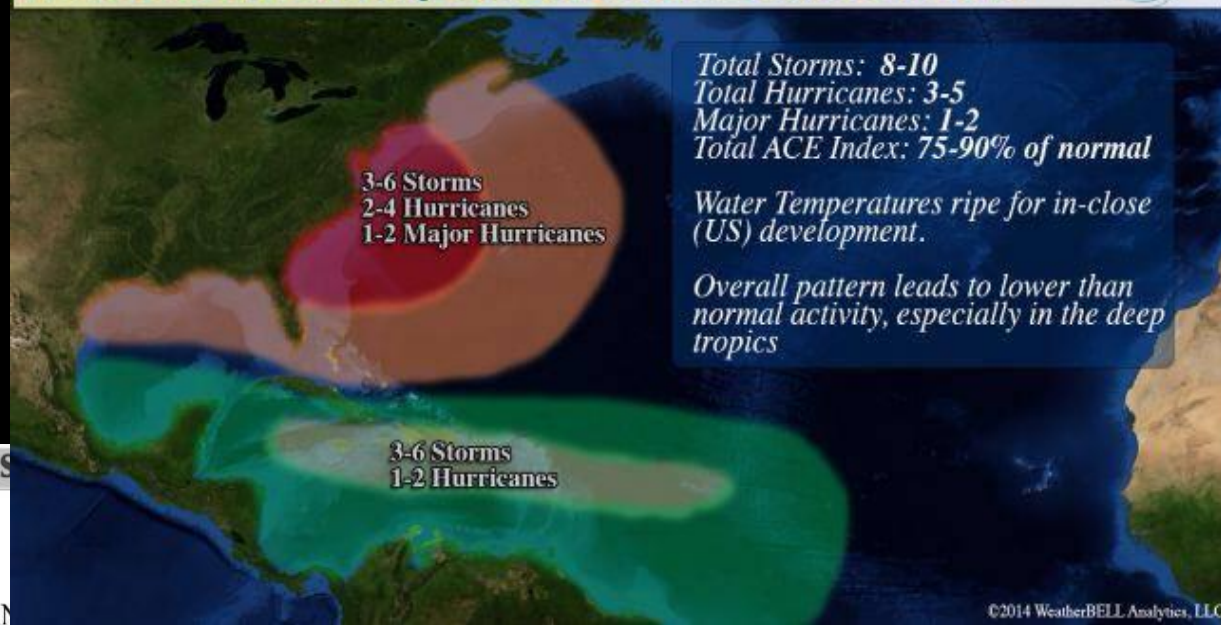 Total Storms: 8-10
Total Hurricanes: 3-5
Major Hurricanes: 1-2
Total ACE Index: 75-90% of normal
Water Temperatures ripe for in-close
(US) development.
Overall pattern leads to lower than
normal activity, especially in the deep
tropics
3-6 Storms
2-4 Hurricanes
1-2 Major Hurricanes
3-6 Storms
1-2 Hurricanes
©2014 WeatherBELL Analytics, LLC